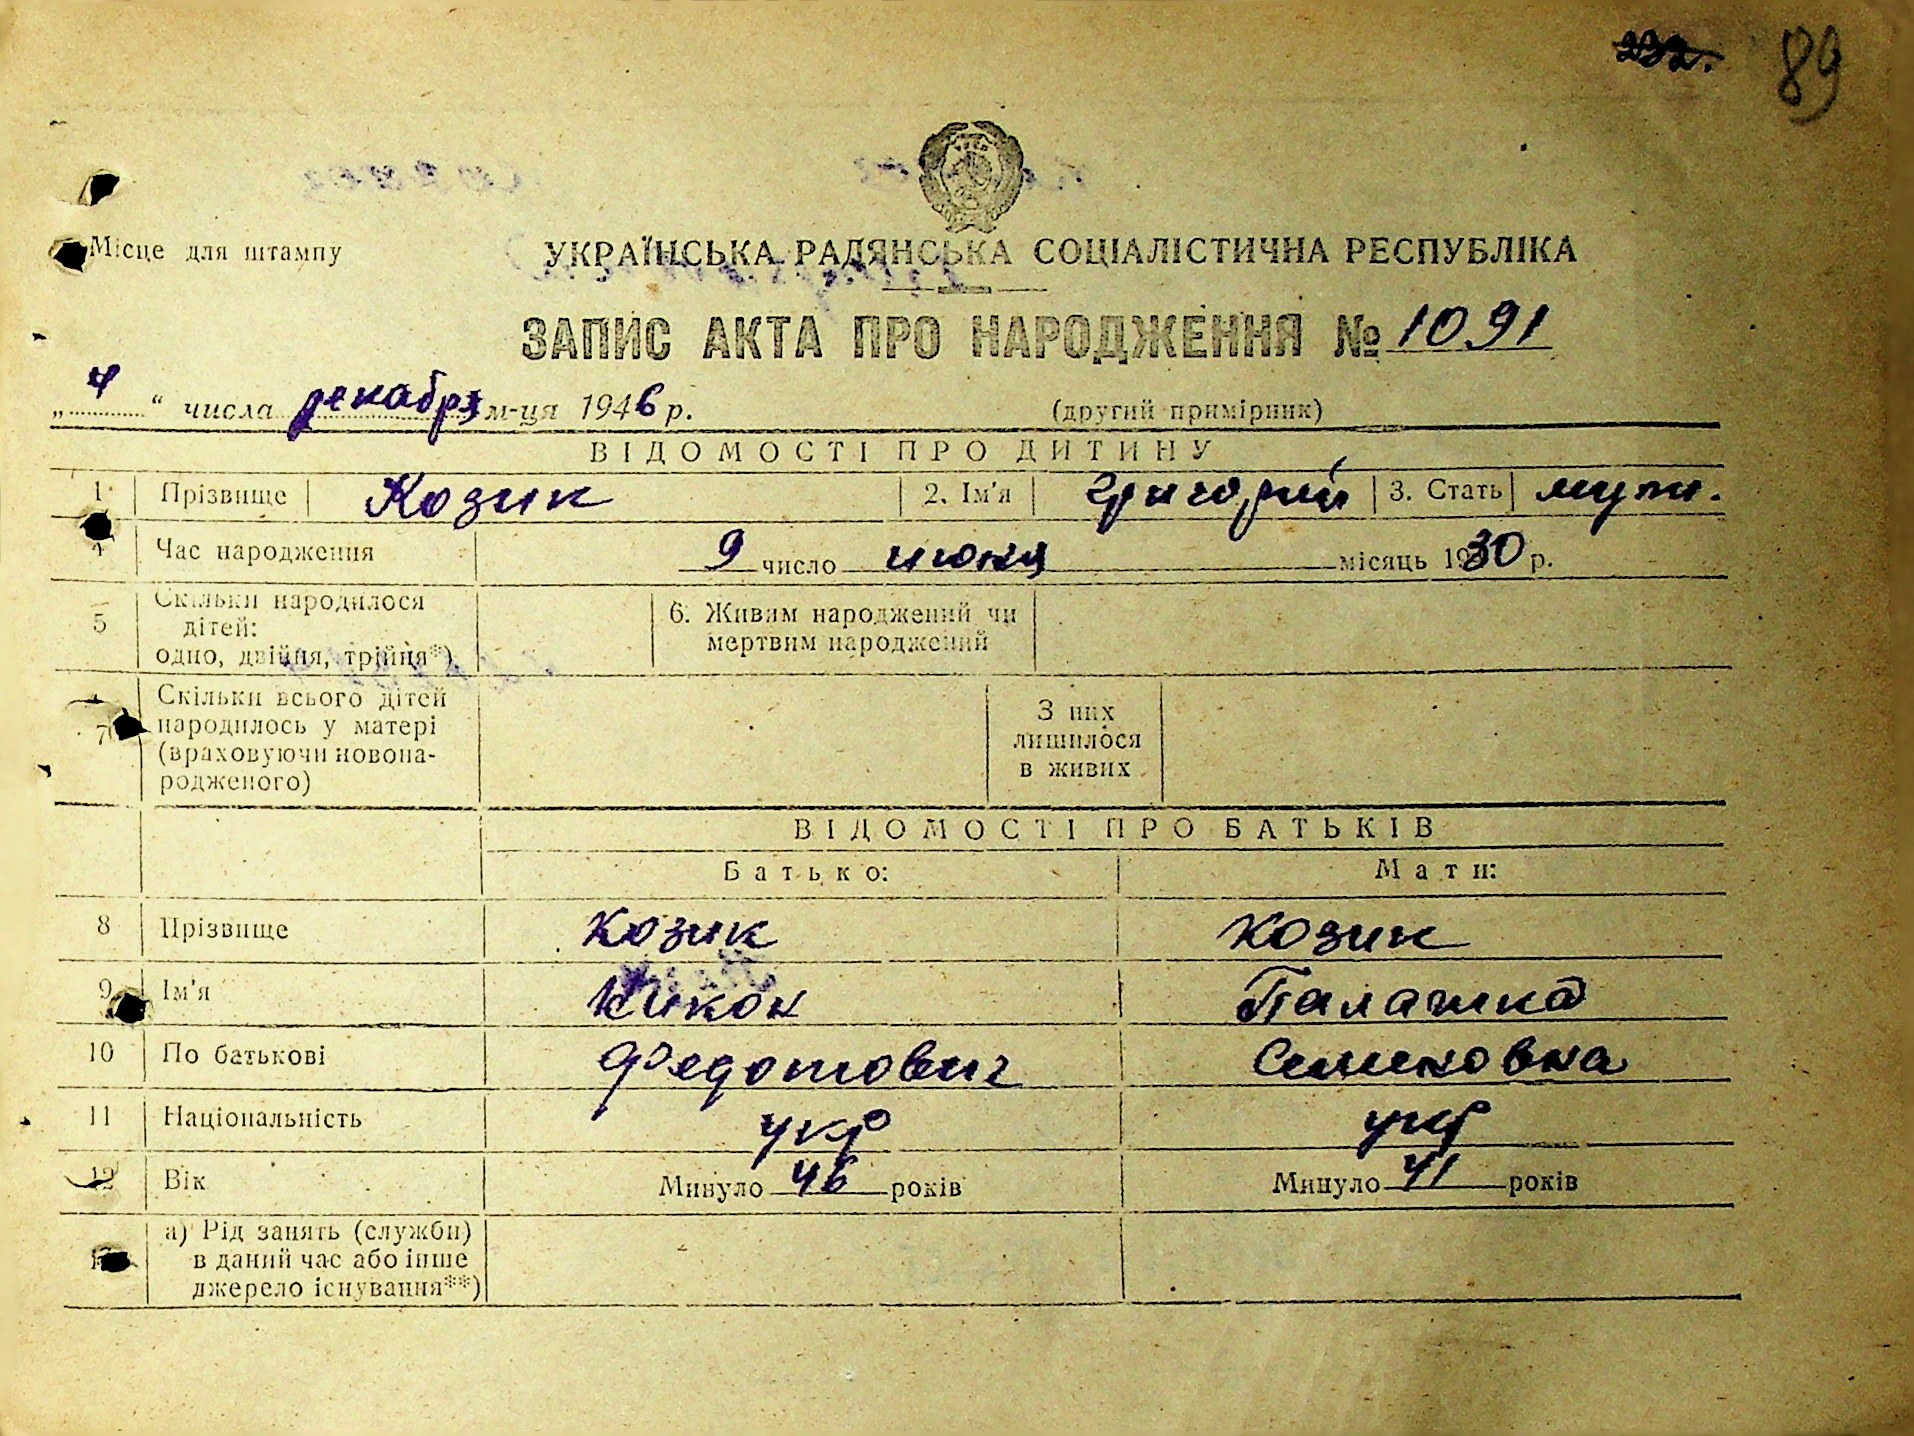 232. 89
Місце для штампу
УКРАЇНСЬКА РАДЯНСЬКА СОЦІАЛІСТИЧНА РЕСПУБЛІКА
ЗАПИС АКТА ПРО НАРОДЖЕННЯ № 1091
„4“ числа декабря м-ця 1946 р. (другий примірник)
ВІДОМОСТІ ПРО ДИТИНУ
1 Прізвище Козик 2. Ім'я Григорий 3. Стать муж.
4 Час народження 9 число июня місяць 1930 р.
5 Скільки народилося дітей: одно, двійня, трійня*) 6. Живим народжений чи мертвим народжений
7 Скільки всього дітей народилось у матері (враховуючи новонародженого) З них лишилося в живих
ВІДОМОСТІ ПРО БАТЬКІВ
Батько: Мати:
8 Прізвище Козик Козик
9 Ім'я Никон Палажка
10 По батькові Федотович Семеновна
11 Національність укр укр
12 Вік Минуло 46 років Минуло 41 років
а) Рід занять (служби) в даний час або інше джерело існування**)